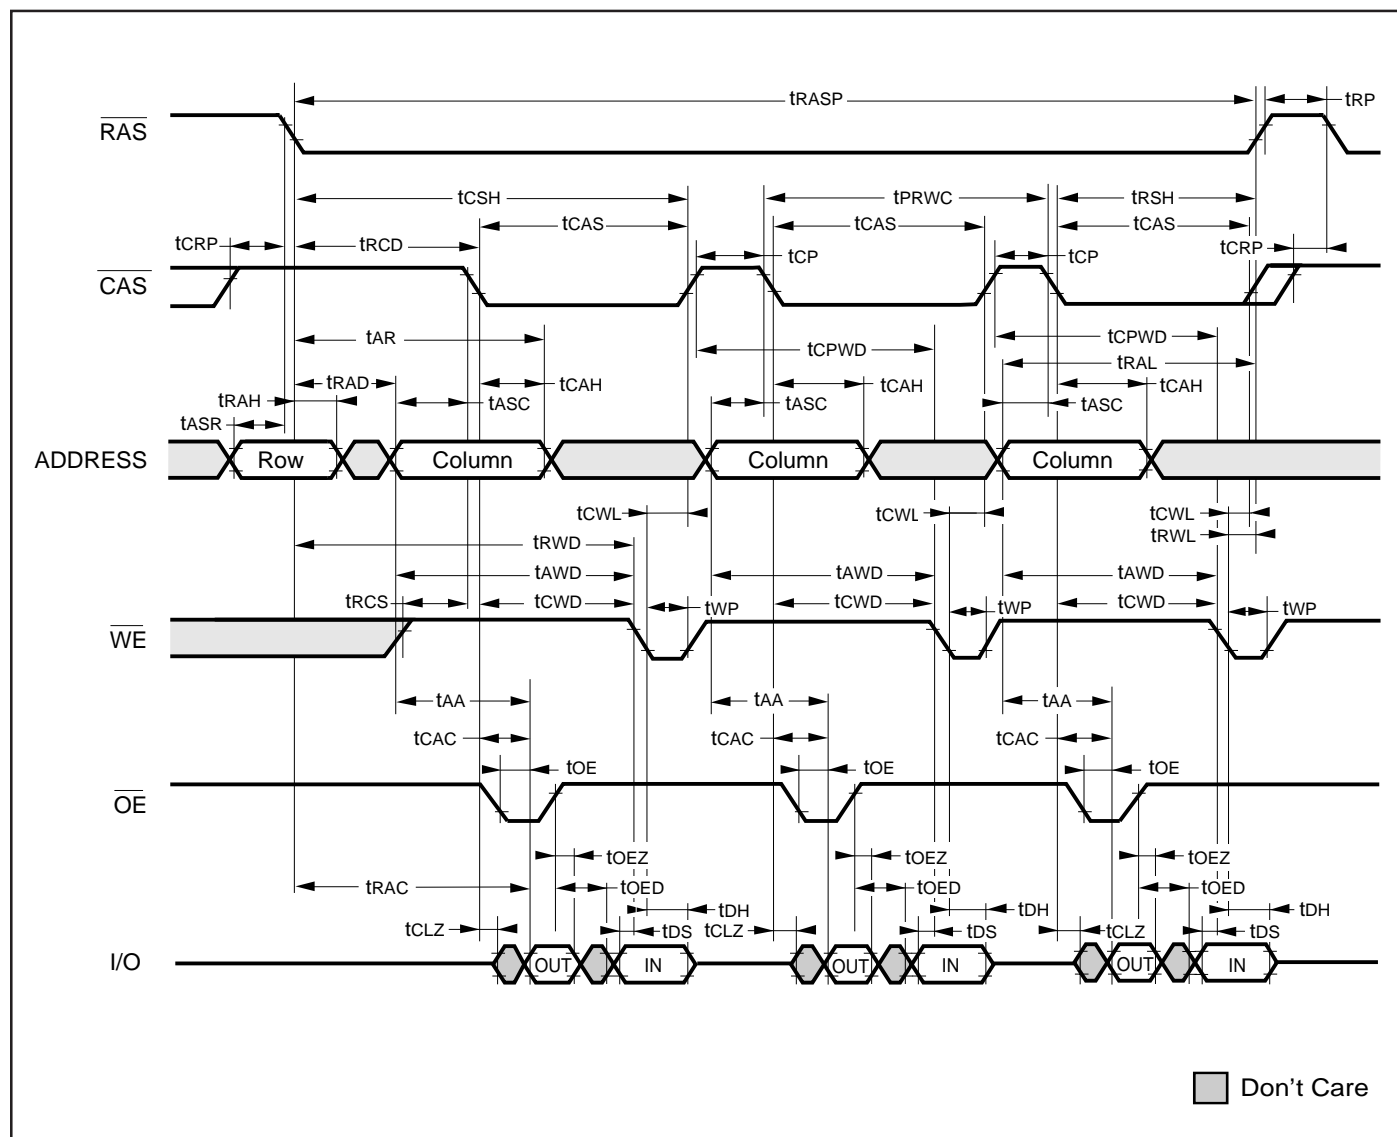 tRASP tRP
RAS
tCSH tPRWC tRSH
tCAS tCAS tCAS
tCRP tRCD tCP tCP tCRP
CAS
tAR tCPWD tCPWD
tRAL
tRAD tCAH tCAH tCAH
tRAH tASC tASC tASC
tASR
ADDRESS Row Column Column Column
tCWL tCWL tCWL
tRWD tRWL
tAWD tAWD tAWD
tRCS tCWD tWP tCWD tWP tCWD tWP
WE
tAA tAA tAA
tCAC tCAC tCAC
tOE tOE tOE
OE
tOEZ tOEZ tOEZ
tRAC tOED tOED tOED
tDH tDH tDH
tCLZ tDS tCLZ tDS tCLZ tDS
I/O OUT IN OUT IN OUT IN
Don't Care